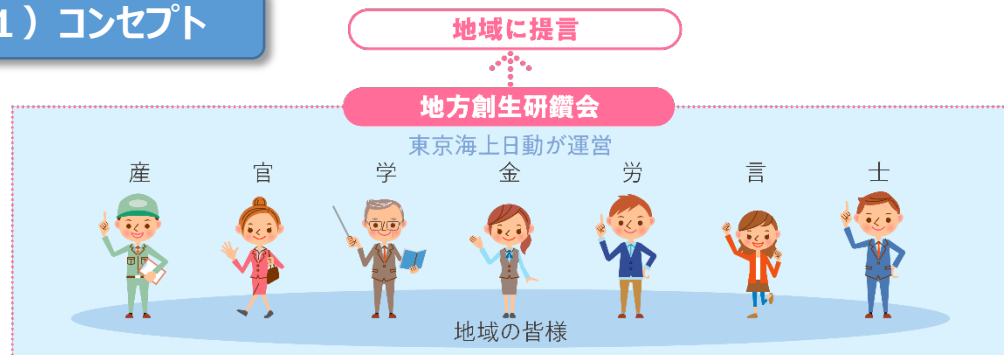 1）コンセプト
地域に提言
地方創生研鑽会
東京海上日動が運営
産 官 学 金 労 言 士
地域の皆様